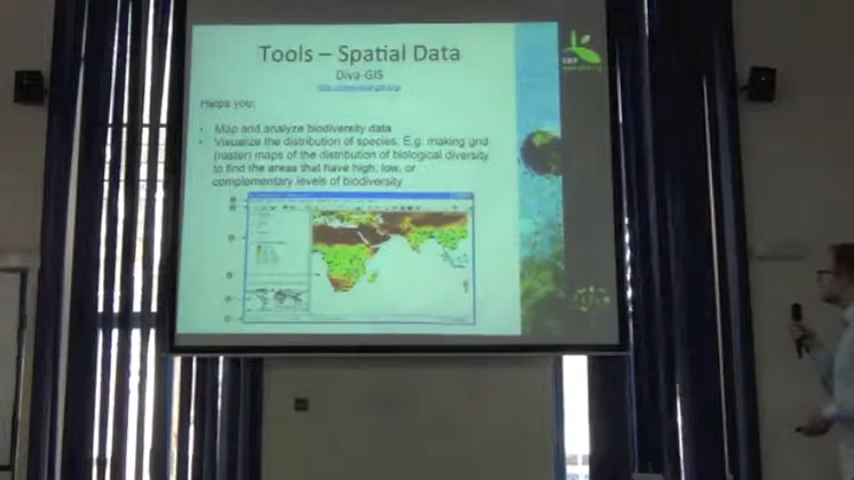 Tools – Spatial Data
Diva-GIS
Helps you:
• Map and analyze biodiversity data
• Visualize the distribution of species. E.g. making grid
(raster) maps of the distribution of biological diversity
to find the areas that have high, low, or
complementary levels of biodiversity